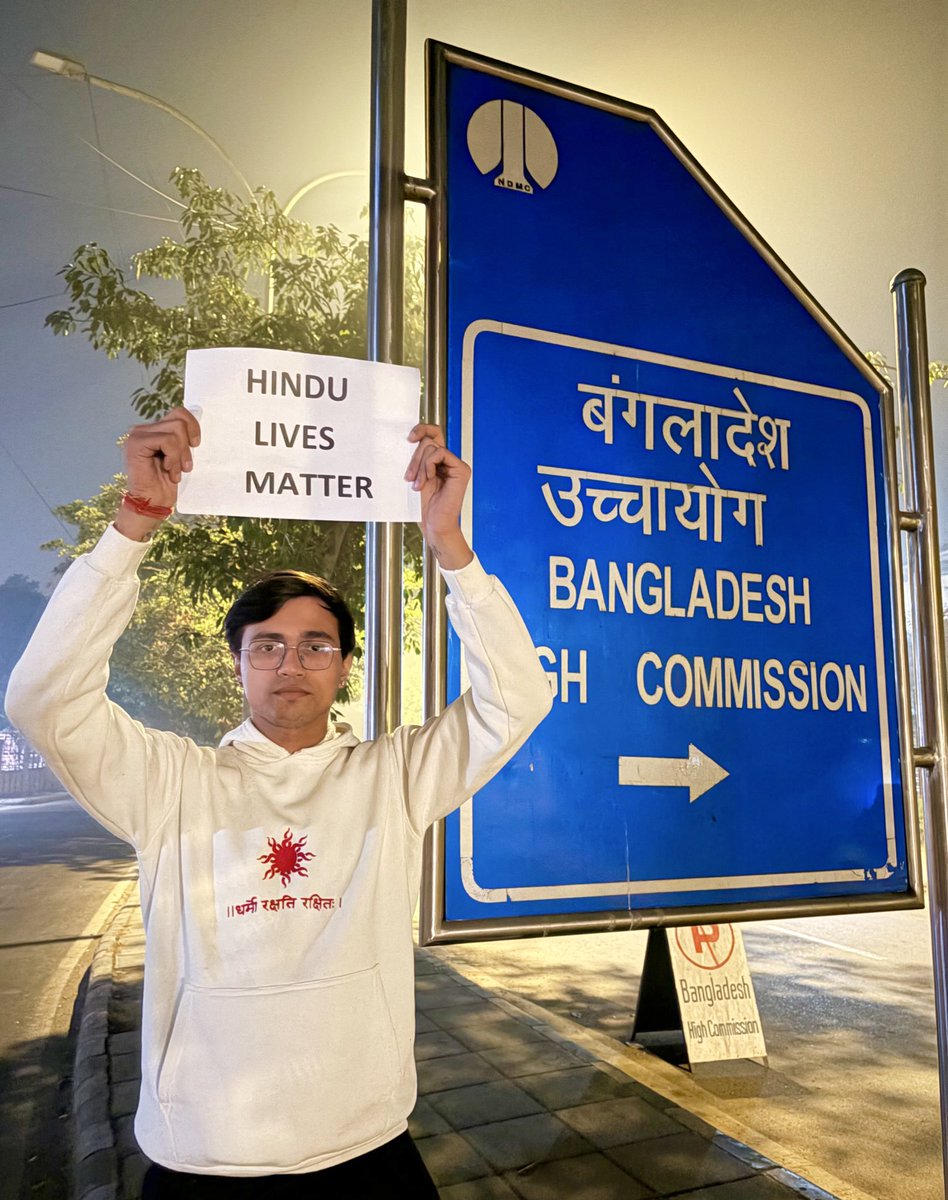 NDMC
HINDU
LIVES
MATTER
बंगलादेश
उच्चायोग
BANGLADESH
GH COMMISSION
॥धर्मो रक्षति रक्षितः।
P
Bangladesh
High Commission